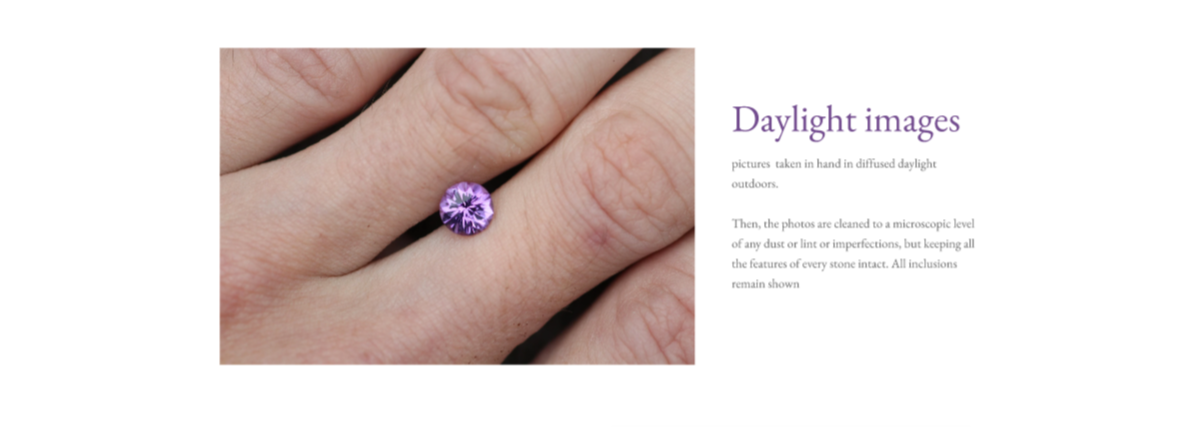 Daylight images
pictures  taken in hand in diffused daylight
outdoors.
Then, the photos are cleaned to a microscopic level
of any dust or lint or imperfections, but keeping all
the features of every stone intact. All inclusions
remain shown